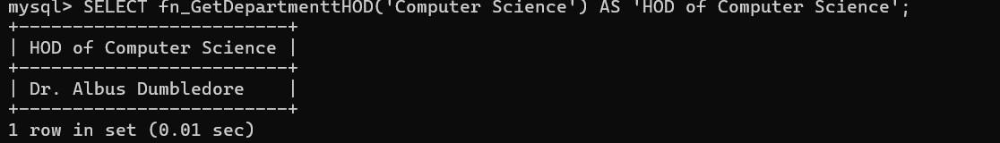 mysql> SELECT fn_GetDepartmenttHOD('Computer Science') AS 'HOD of Computer Science';
+-------------------------+
| HOD of Computer Science |
+-------------------------+
| Dr. Albus Dumbledore    |
+-------------------------+
1 row in set (0.01 sec)